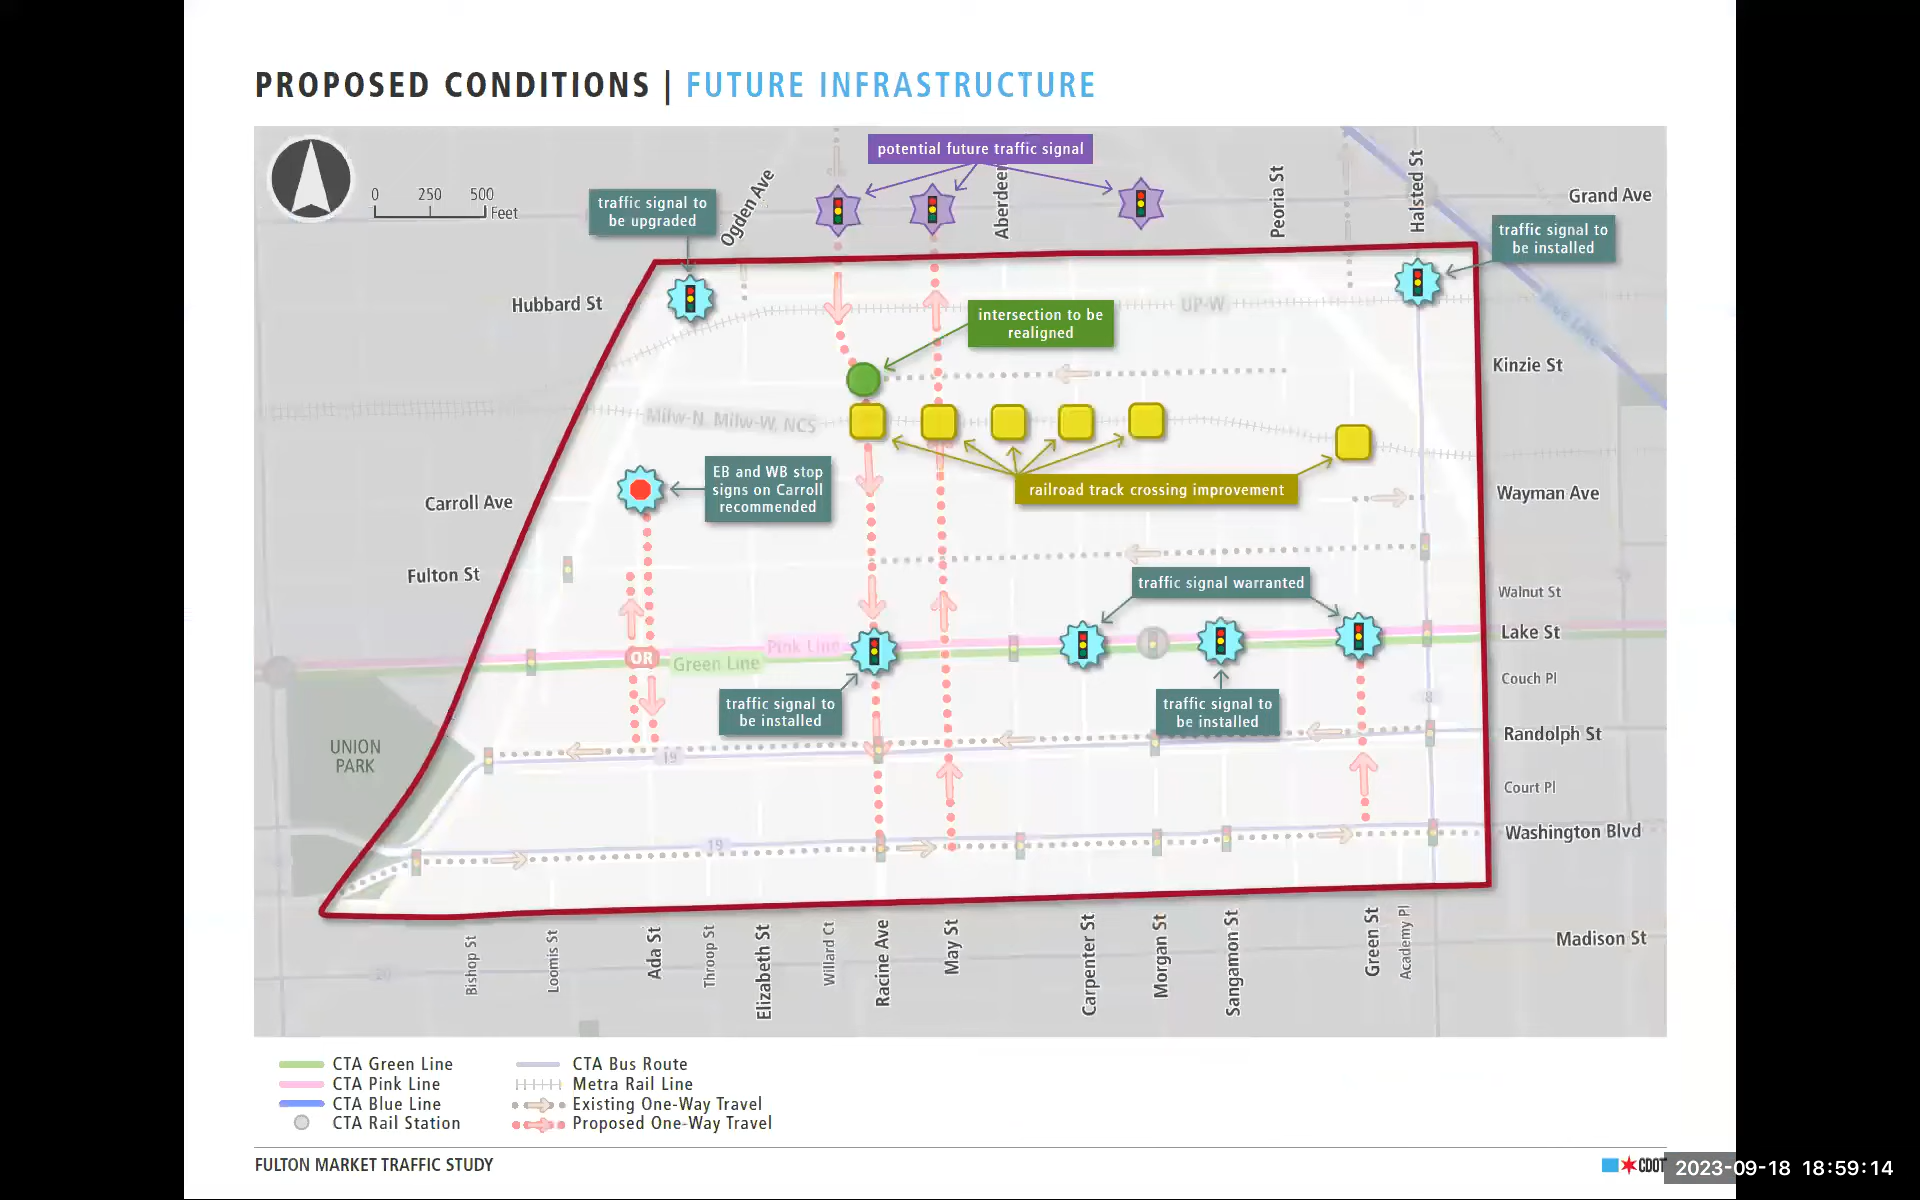 PROPOSED CONDITIONS | FUTURE INFRASTRUCTURE
potential future traffic signal
0 250 500
Feet
traffic signal to
be upgraded
Ogden Ave
Peoria St
Halsted St
Grand Ave
traffic signal to
be installed
Hubbard St
UP-W
intersection to be
realigned
Kinzie St
Milw-N, Milw-W, NCS
EB and WB stop
signs on Carroll
recommended
railroad track crossing improvement
Carroll Ave
Wayman Ave
Fulton St
traffic signal warranted
Walnut St
Lake St
Pink Line
Green Line
OR
Couch Pl
traffic signal to
be installed
traffic signal to
be installed
8
UNION
PARK
19
Randolph St
Court Pl
19
Washington Blvd
Bishop St
Loomis St
Ada St
Throop St
Elizabeth St
Willard Ct
Racine Ave
May St
Carpenter St
Morgan St
Sangamon St
Green St
Academy Pl
Madison St
20
CTA Green Line
CTA Pink Line
CTA Blue Line
CTA Rail Station
CTA Bus Route
Metra Rail Line
Existing One-Way Travel
Proposed One-Way Travel
FULTON MARKET TRAFFIC STUDY
CDOT
2023-09-18 18:59:14